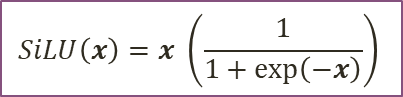 SiLU(x) = x (1 / (1 + exp(−x)))